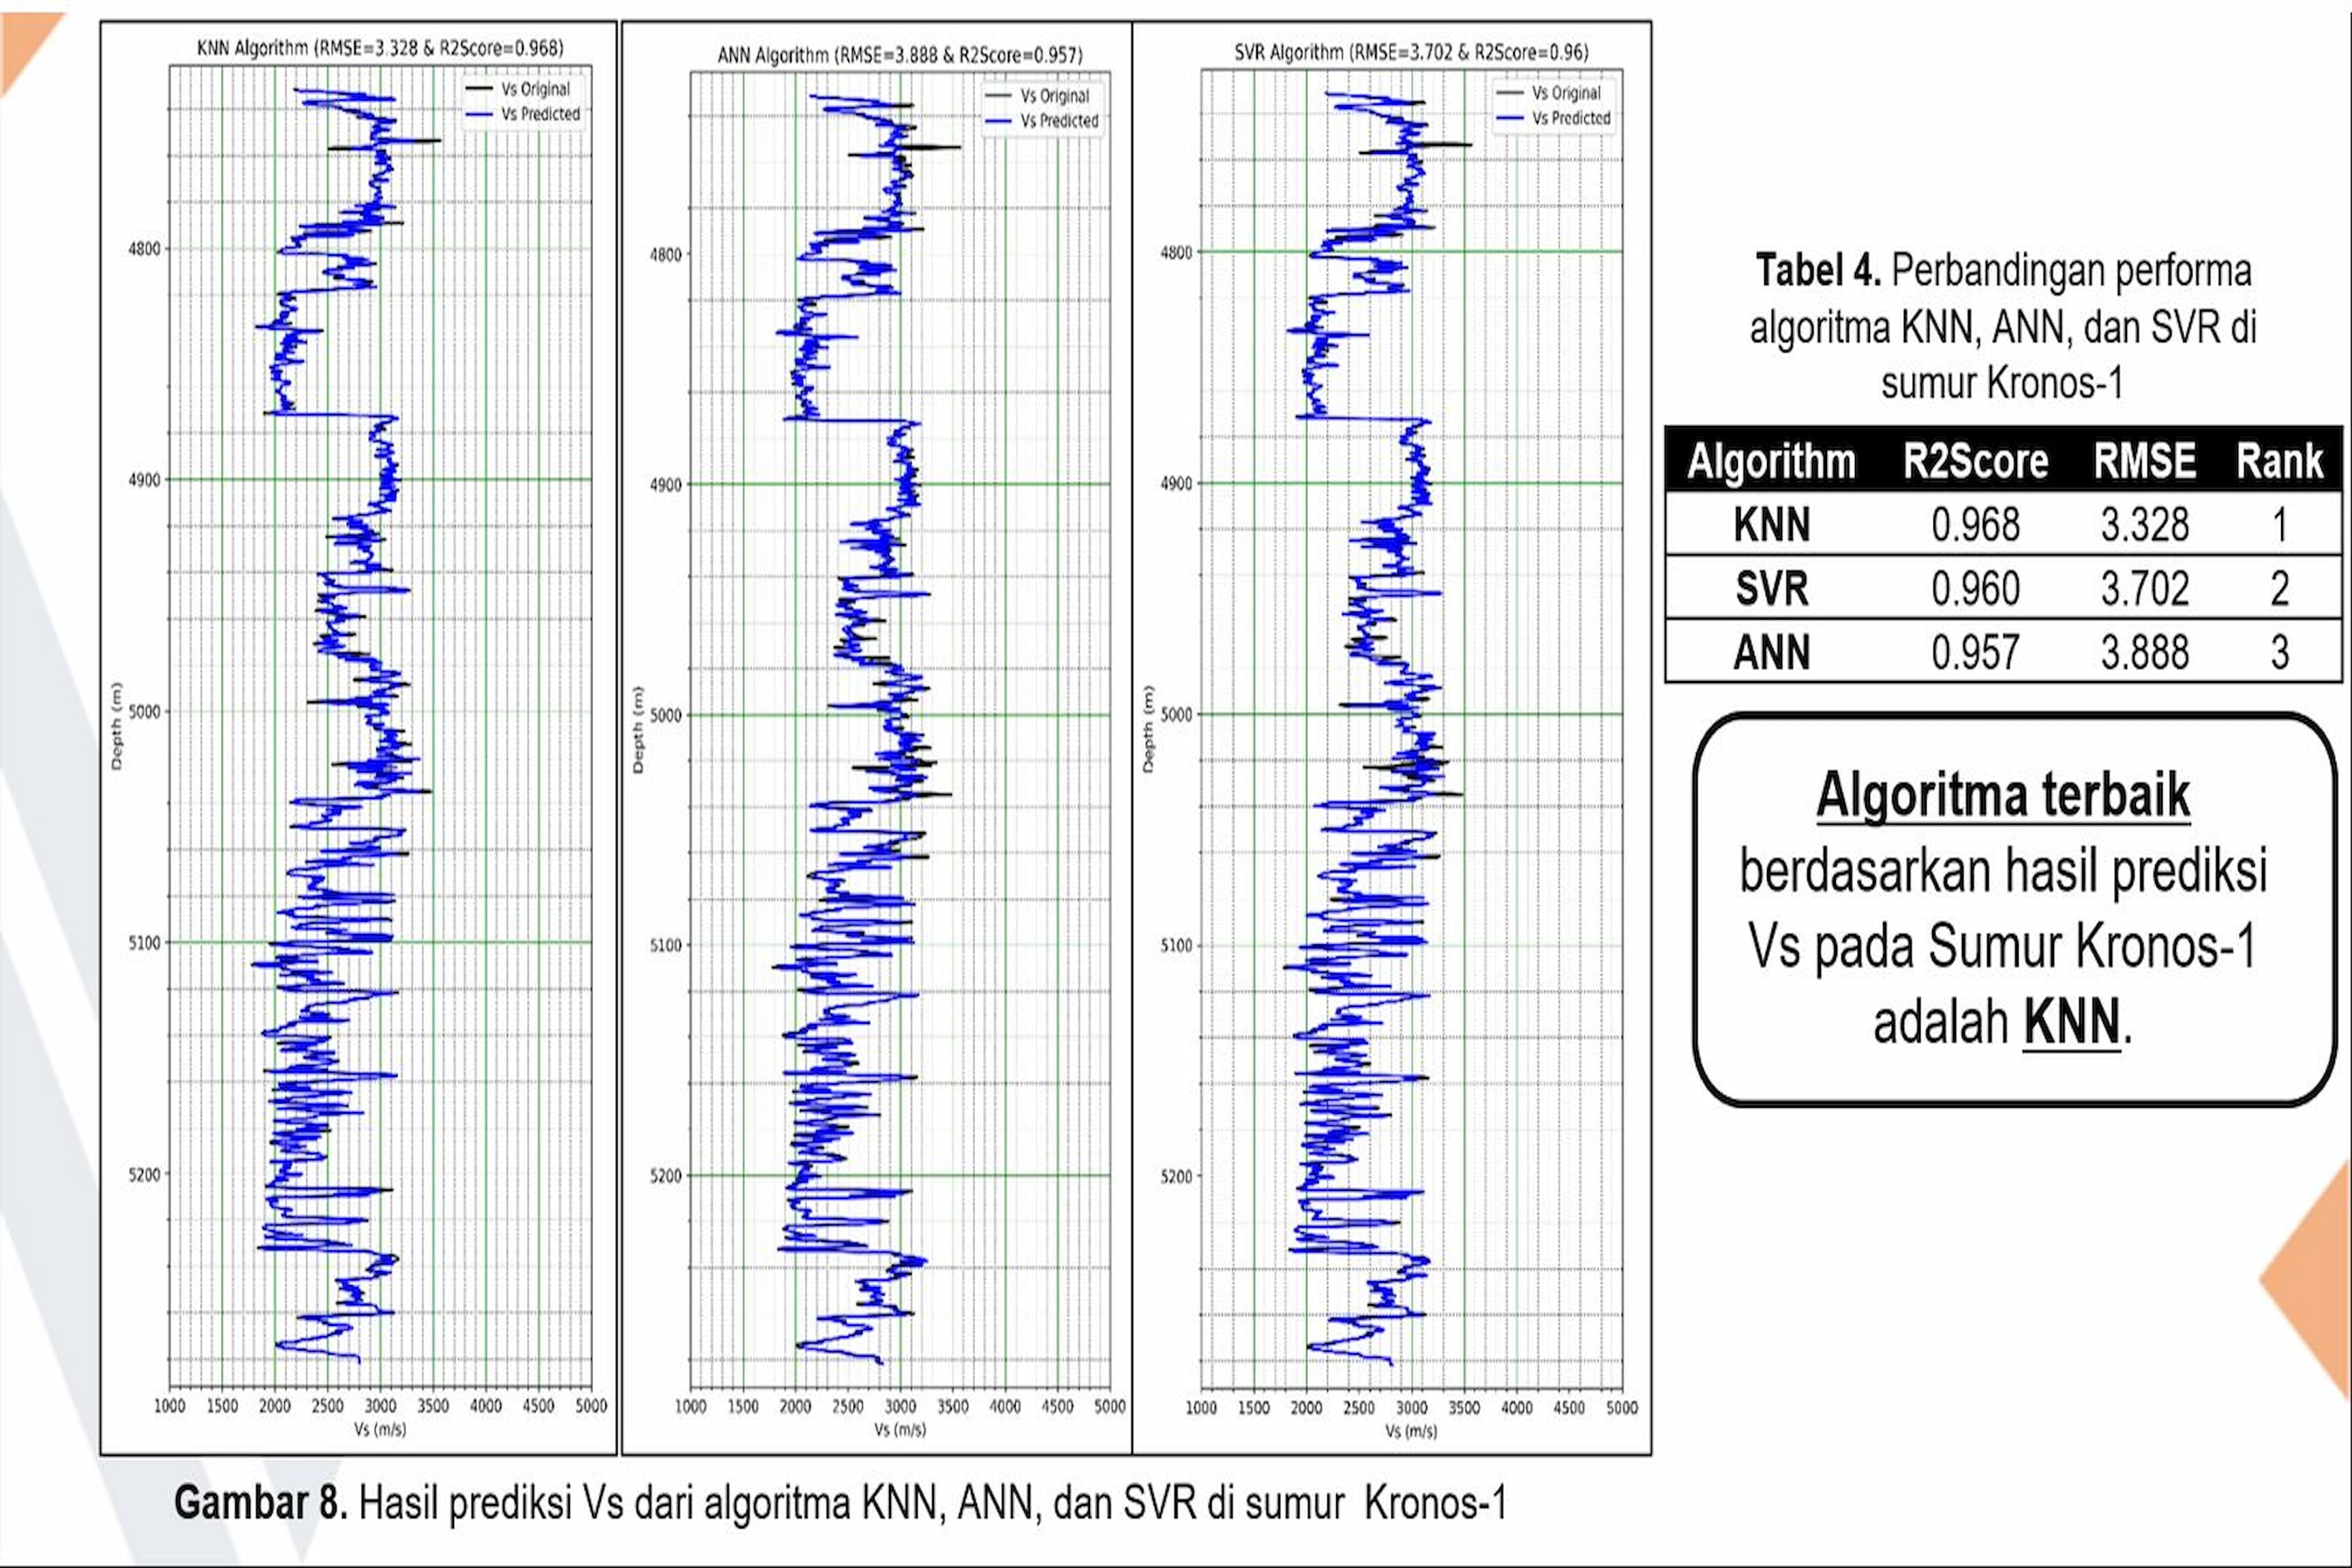 KNN Algorithm (RMSE=3.328 & R2Score=0.968)
Vs Original
Vs Predicted
4800
4900
5000
5100
5200
Depth (m)
1000 1500 2000 2500 3000 3500 4000 4500 5000
Vs (m/s)
ANN Algorithm (RMSE=3.888 & R2Score=0.957)
Vs Original
Vs Predicted
4800
4900
5000
5100
5200
Depth (m)
1000 1500 2000 2500 3000 3500 4000 4500 5000
Vs (m/s)
SVR Algorithm (RMSE=3.702 & R2Score=0.96)
Vs Original
Vs Predicted
4800
4900
5000
5100
5200
Depth (m)
1000 1500 2000 2500 3000 3500 4000 4500 5000
Vs (m/s)
Gambar 8. Hasil prediksi Vs dari algoritma KNN, ANN, dan SVR di sumur Kronos-1
Tabel 4. Perbandingan performa
algoritma KNN, ANN, dan SVR di
sumur Kronos-1
Algorithm R2Score RMSE Rank
KNN 0.968 3.328 1
SVR 0.960 3.702 2
ANN 0.957 3.888 3
Algoritma terbaik
berdasarkan hasil prediksi
Vs pada Sumur Kronos-1
adalah KNN.